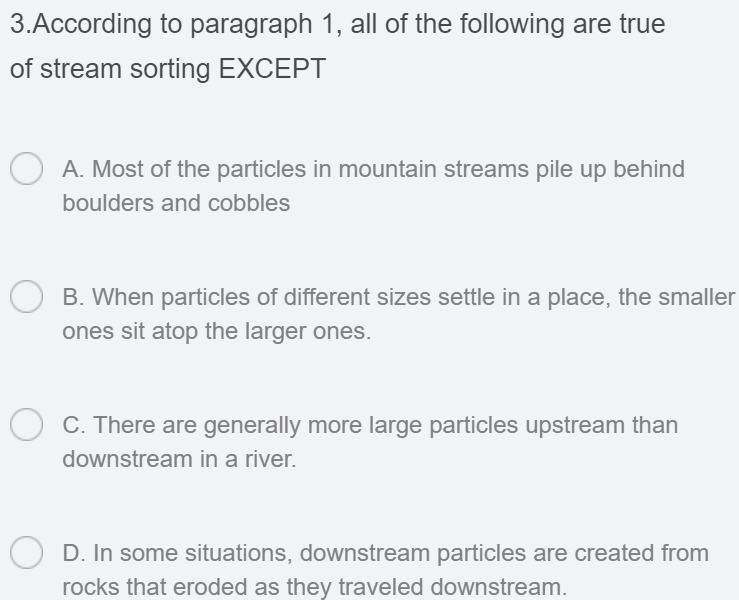 3.According to paragraph 1, all of the following are true
of stream sorting EXCEPT
A. Most of the particles in mountain streams pile up behind
boulders and cobbles
B. When particles of different sizes settle in a place, the smaller
ones sit atop the larger ones.
C. There are generally more large particles upstream than
downstream in a river.
D. In some situations, downstream particles are created from
rocks that eroded as they traveled downstream.